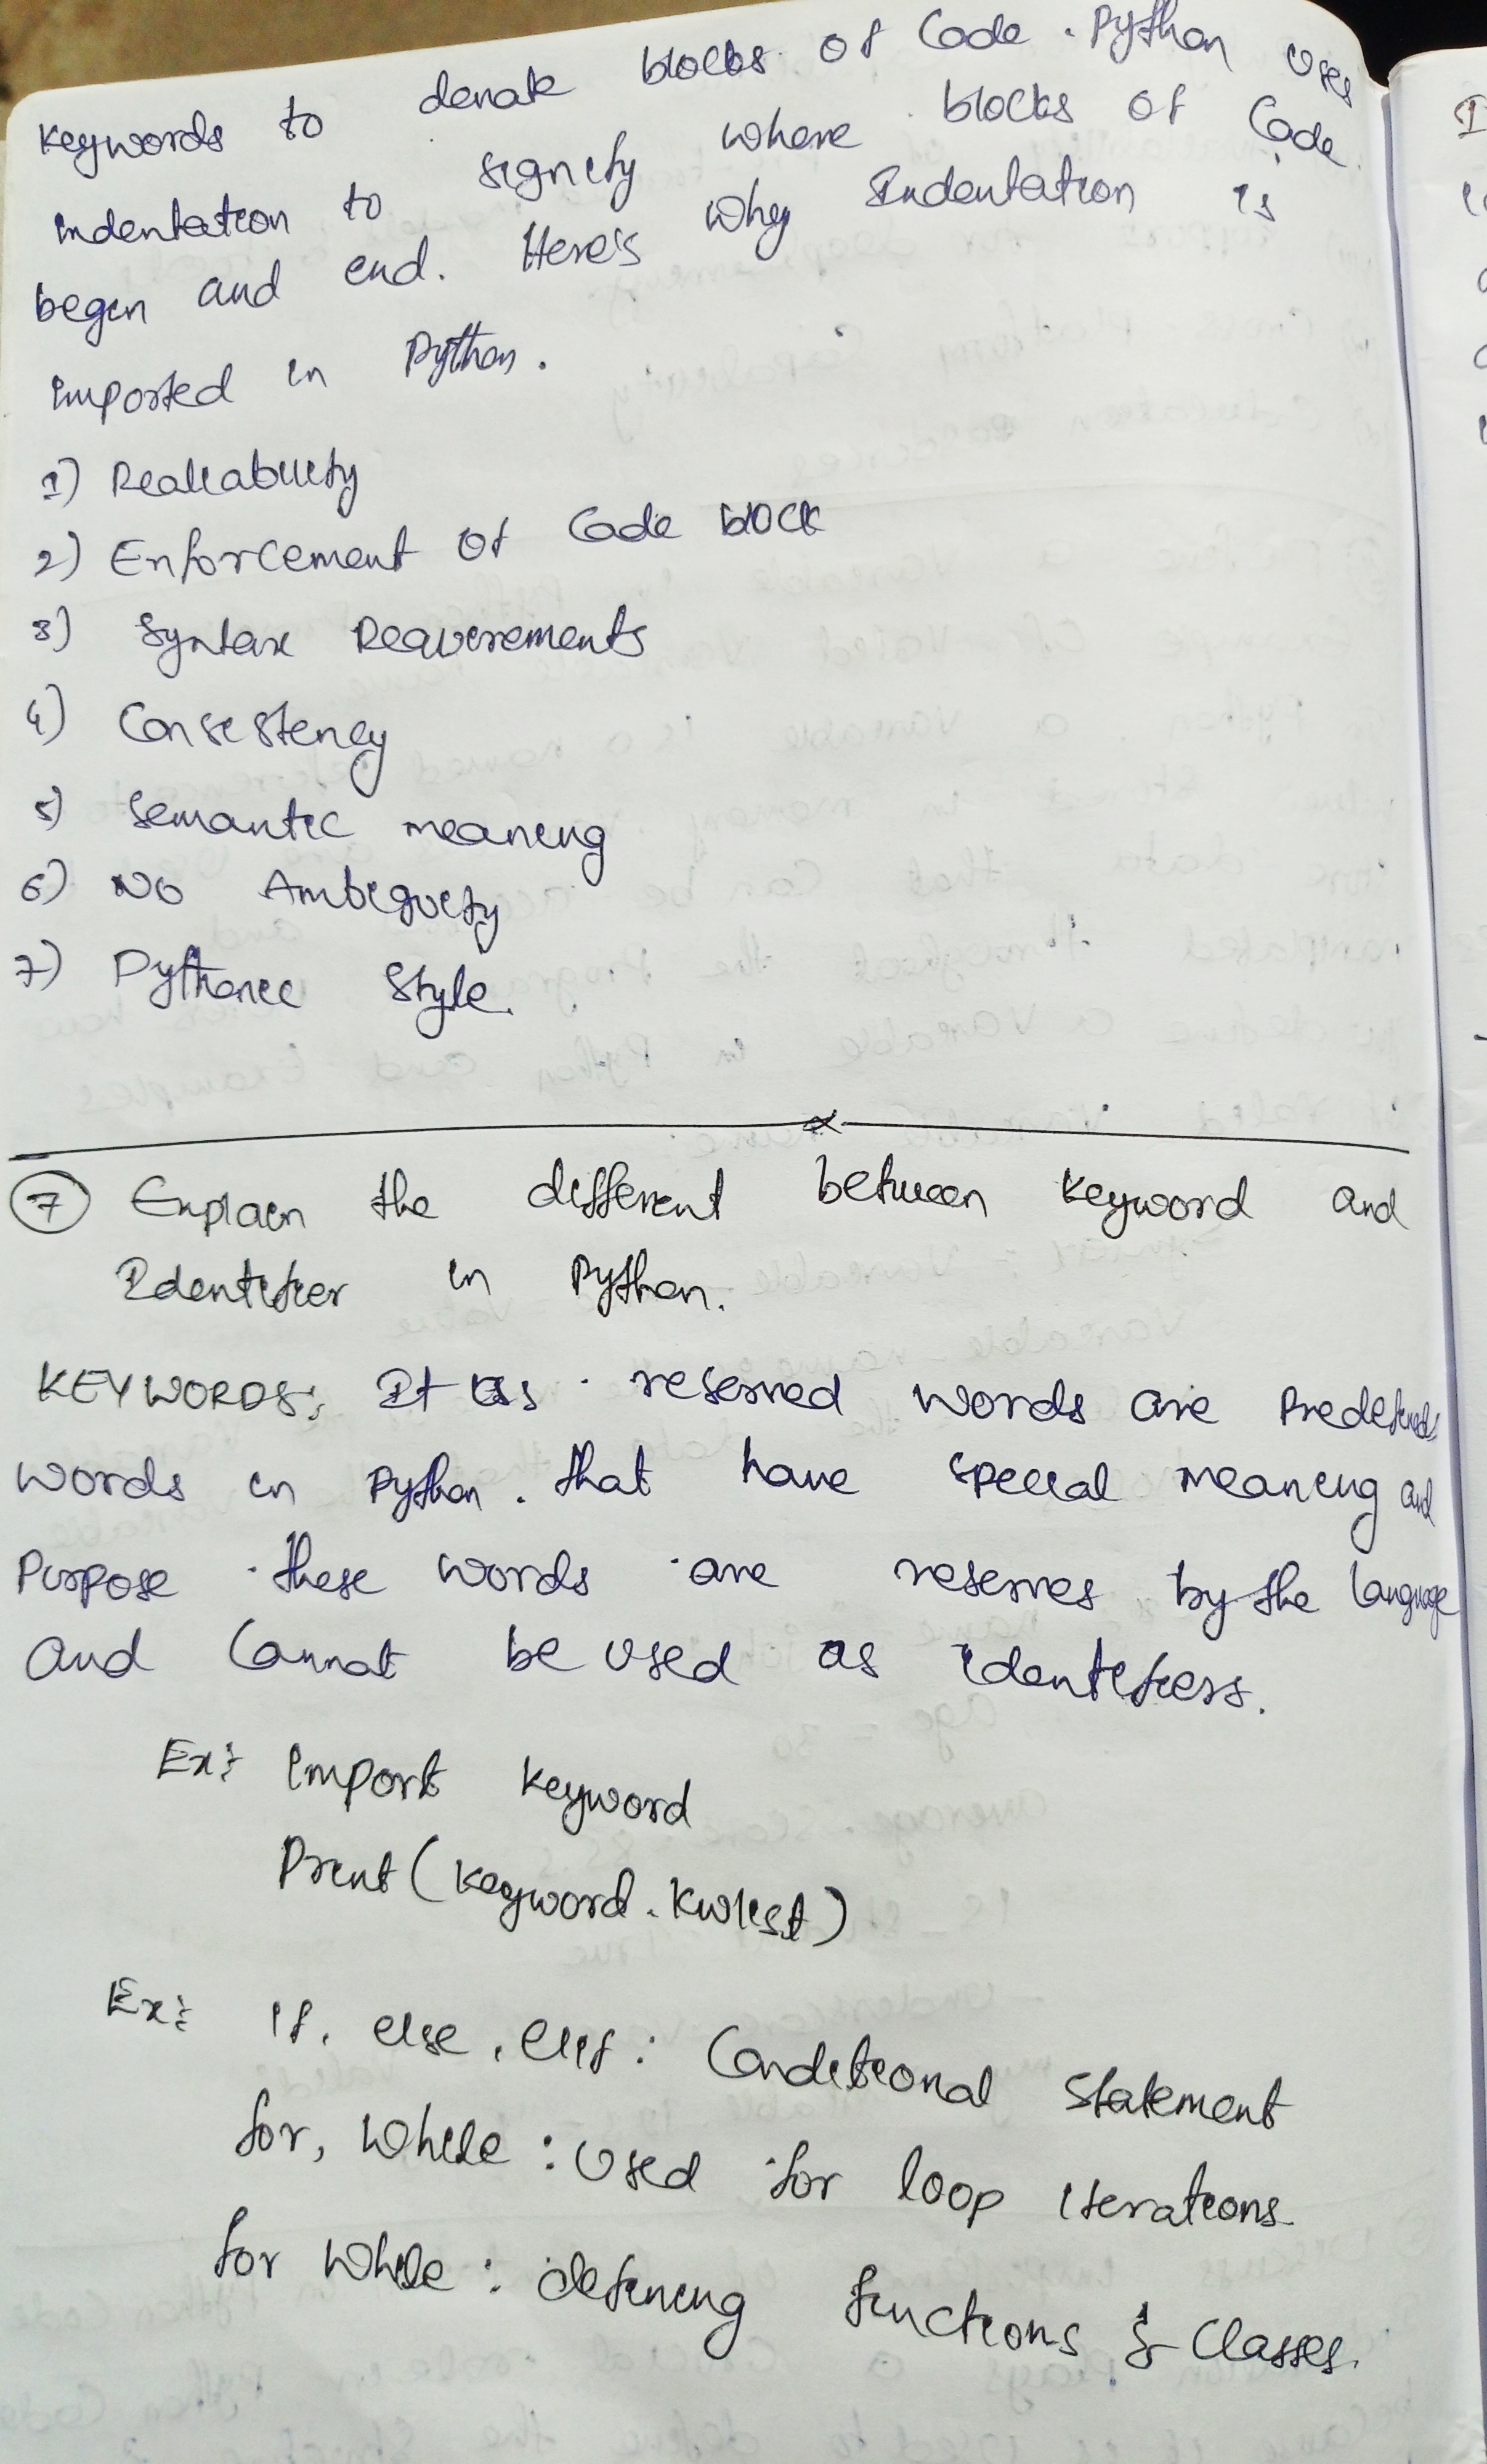 keywords to denote blocks of Code. Python uses
indentation to signify where blocks of Code
begin and end. Here's why Indentation is
imported in Python.
1) Readability
2) Enforcement of Code block
3) Syntax Requirements
4) Consistency
5) Semantic meaning
6) No Ambiguity
7) Pythonic Style.
7 Explain the different between keyword and
Identifier in Python.
KEYWORDS: It is reserved words are Predefined
words in Python. that have special meaning and
Purpose. these words are reserves by the language
and Cannot be used as identifiers.
Ex: import keyword
Print(keyword.kwlist)
Ex: if, else, elif: Conditional Statement
for, while: used for loop iterations
for while: defining functions & Classes.